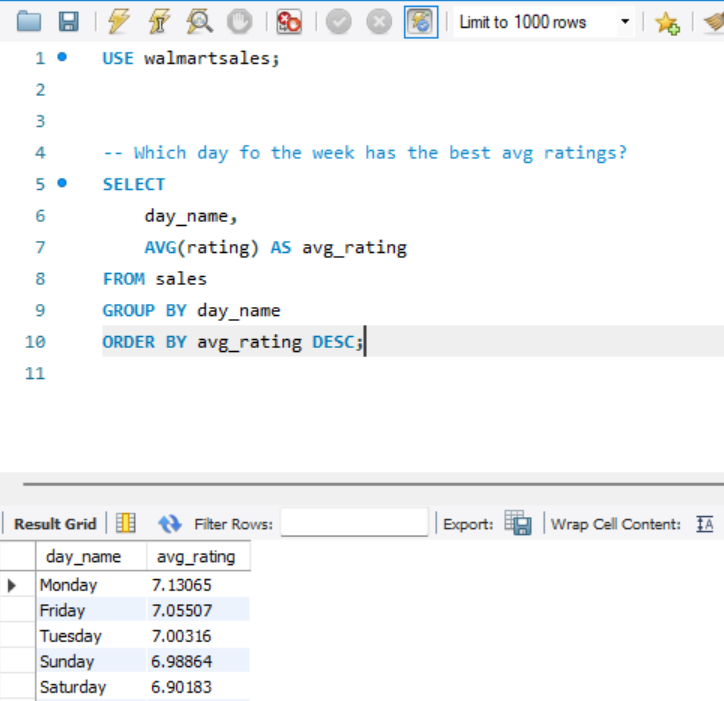 Limit to 1000 rows
1 USE walmartsales;
2
3
4 -- Which day fo the week has the best avg ratings?
5 SELECT
6 day_name,
7 AVG(rating) AS avg_rating
8 FROM sales
9 GROUP BY day_name
10 ORDER BY avg_rating DESC;
11
Result Grid Filter Rows: Export: Wrap Cell Content: IA
day_name avg_rating
Monday 7.13065
Friday 7.05507
Tuesday 7.00316
Sunday 6.98864
Saturday 6.90183